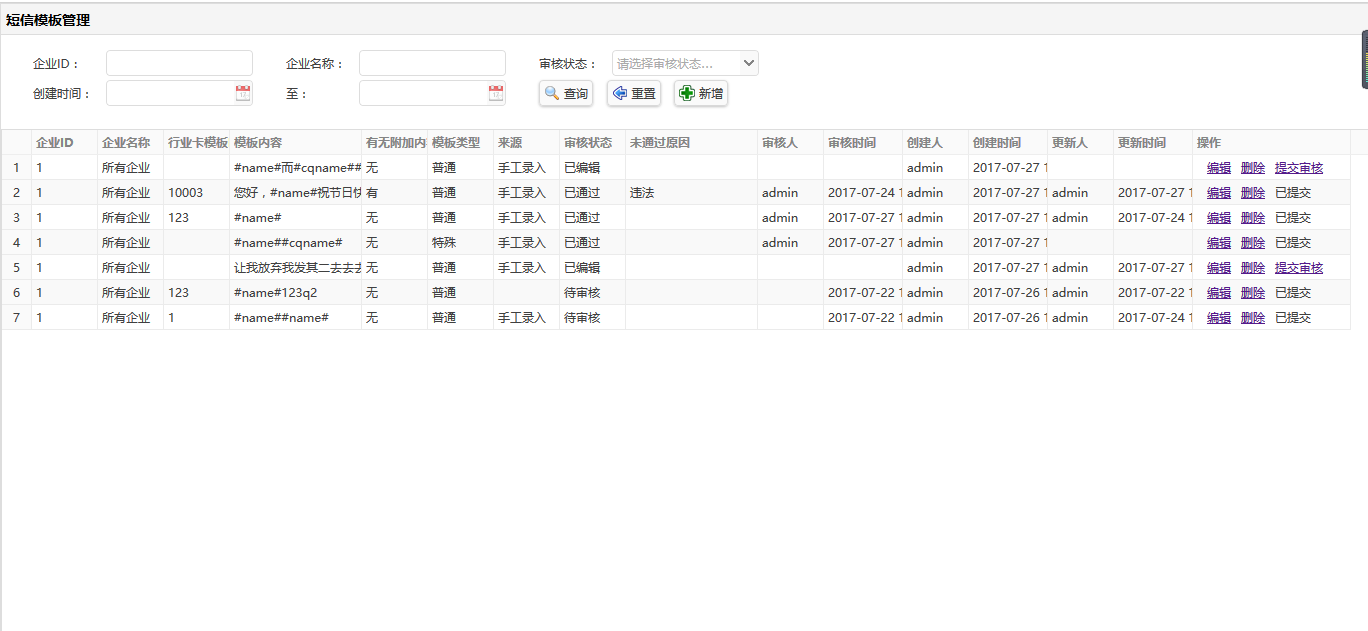 短信模板管理
企业ID： 企业名称： 审核状态： 请选择审核状态...
创建时间： 至： 查询 重置 新增
企业ID 企业名称 行业卡模板 模板内容 有无附加内 模板类型 来源 审核状态 未通过原因 审核人 审核时间 创建人 创建时间 更新人 更新时间 操作
1 1 所有企业 #name#而#cqname## 无 普通 手工录入 已编辑 admin 2017-07-27 1 编辑 删除 提交审核
2 1 所有企业 10003 您好，#name#祝节日快 有 普通 手工录入 已通过 违法 admin 2017-07-24 1 admin 2017-07-27 1 admin 2017-07-27 1 编辑 删除 已提交
3 1 所有企业 123 #name# 无 普通 手工录入 已通过 admin 2017-07-27 1 admin 2017-07-27 1 admin 2017-07-24 1 编辑 删除 已提交
4 1 所有企业 #name##cqname# 无 特殊 手工录入 已通过 admin 2017-07-27 1 admin 2017-07-27 1 编辑 删除 已提交
5 1 所有企业 让我放弃我发其二去去去 无 普通 手工录入 已编辑 admin 2017-07-27 1 admin 2017-07-27 1 编辑 删除 提交审核
6 1 所有企业 123 #name#123q2 无 普通 待审核 2017-07-22 1 admin 2017-07-26 1 admin 2017-07-22 1 编辑 删除 已提交
7 1 所有企业 1 #name##name# 无 普通 手工录入 待审核 2017-07-22 1 admin 2017-07-26 1 admin 2017-07-24 1 编辑 删除 已提交